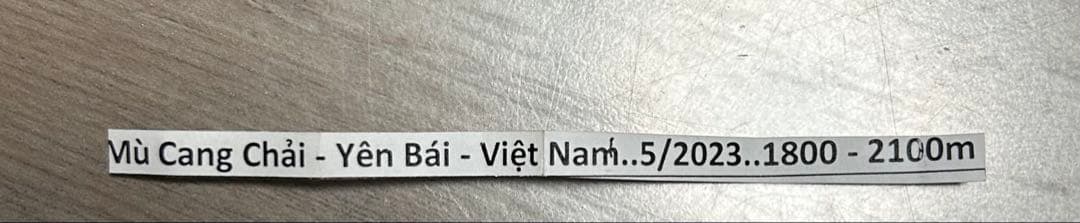 Mù Cang Chải - Yên Bái - Việt Nam..5/2023..1800 - 2100m